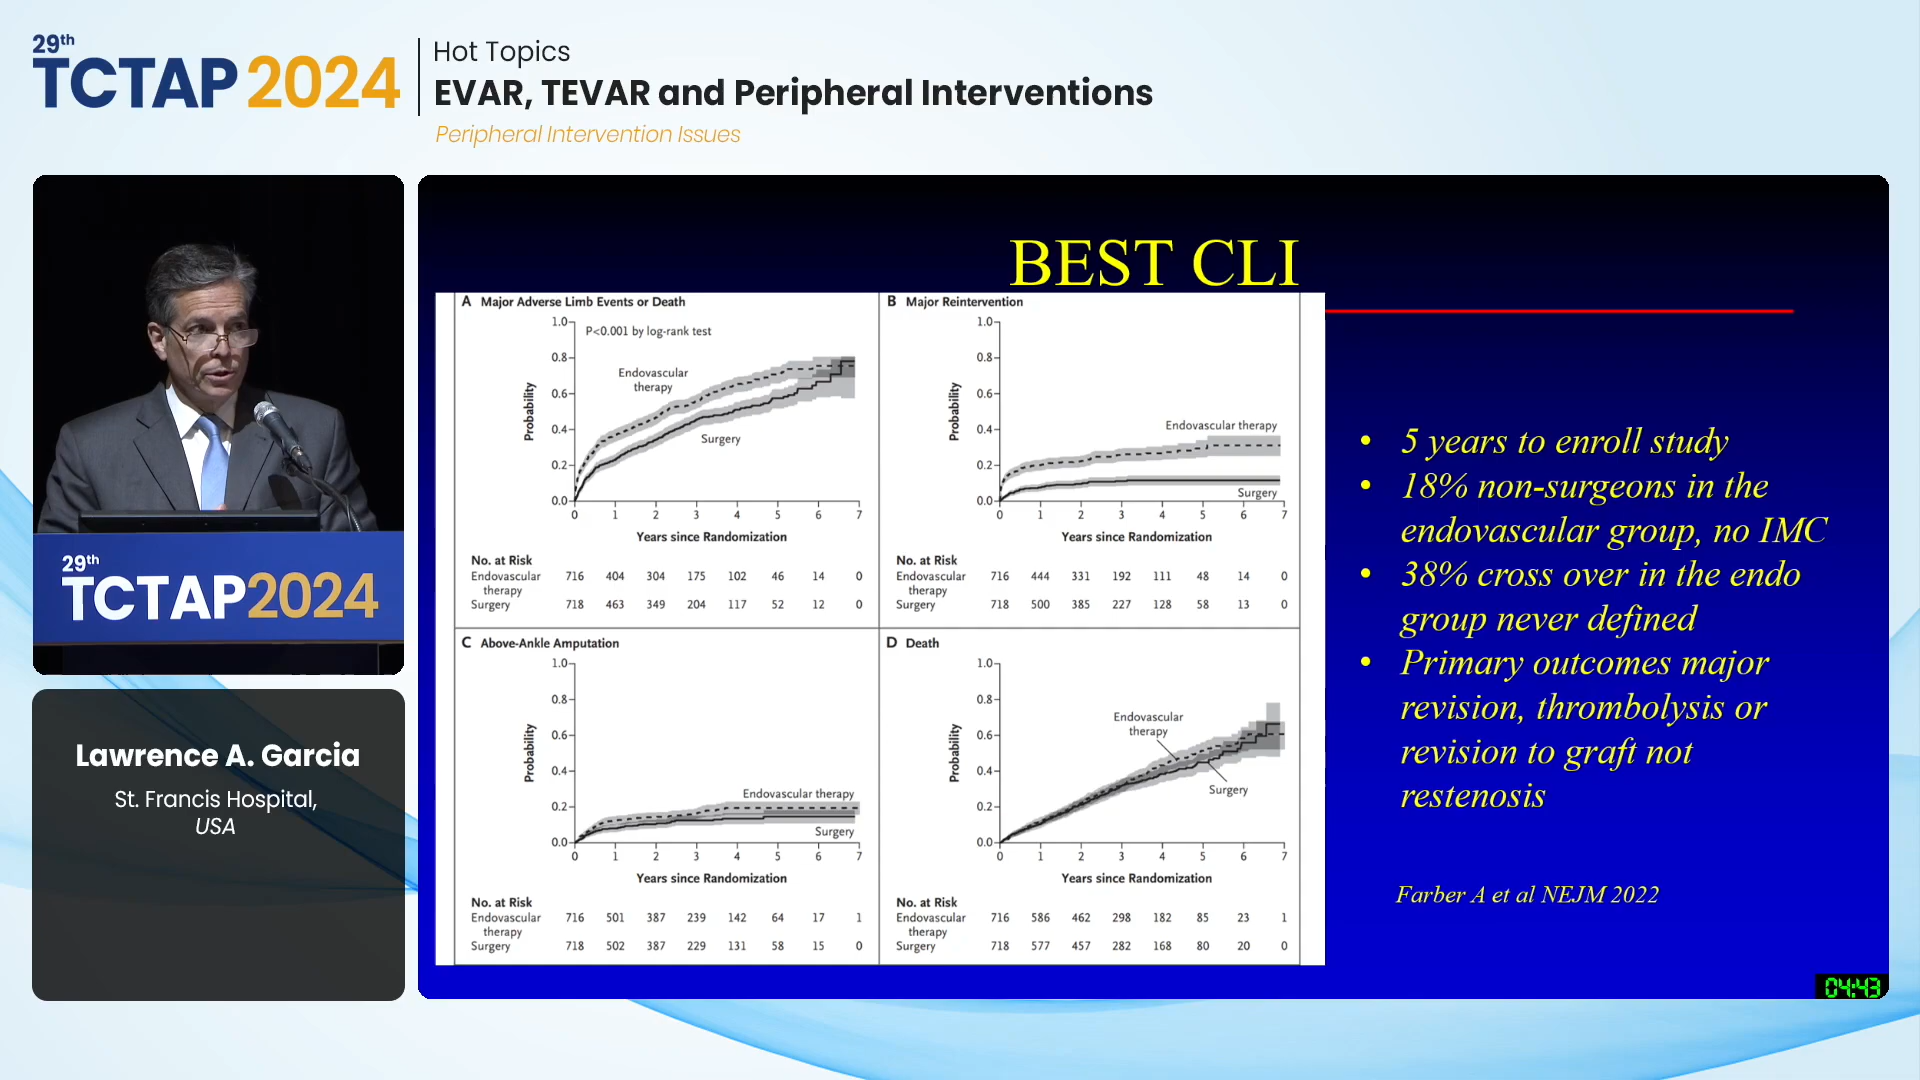 29th
TCTAP 2024
Hot Topics
EVAR, TEVAR and Peripheral Interventions
Peripheral Intervention Issues
29th
TCTAP2024
Lawrence A. Garcia
St. Francis Hospital,
USA
BEST CLI
A Major Adverse Limb Events or Death
1.0
0.8
0.6
0.4
0.2
0.0
Probability
P<0.001 by log-rank test
Endovascular
therapy
Surgery
0 1 2 3 4 5 6 7
Years since Randomization
No. at Risk
Endovascular 716 404 304 175 102 46 14 0
therapy
Surgery 718 463 349 204 117 52 12 0
B Major Reintervention
1.0
0.8
0.6
0.4
0.2
0.0
Probability
Endovascular therapy
Surgery
0 1 2 3 4 5 6 7
Years since Randomization
No. at Risk
Endovascular 716 444 331 192 111 48 14 0
therapy
Surgery 718 500 385 227 128 58 13 0
C Above-Ankle Amputation
1.0
0.8
0.6
0.4
0.2
0.0
Probability
Endovascular therapy
Surgery
0 1 2 3 4 5 6 7
Years since Randomization
No. at Risk
Endovascular 716 501 387 239 142 64 17 1
therapy
Surgery 718 502 387 229 131 58 15 0
D Death
1.0
0.8
0.6
0.4
0.2
0.0
Probability
Endovascular
therapy
Surgery
0 1 2 3 4 5 6 7
Years since Randomization
No. at Risk
Endovascular 716 586 462 298 182 85 23 1
therapy
Surgery 718 577 457 282 168 80 20 0
• 5 years to enroll study
• 18% non-surgeons in the
endovascular group, no IMC
• 38% cross over in the endo
group never defined
• Primary outcomes major
revision, thrombolysis or
revision to graft not
restenosis
Farber A et al NEJM 2022
04:43